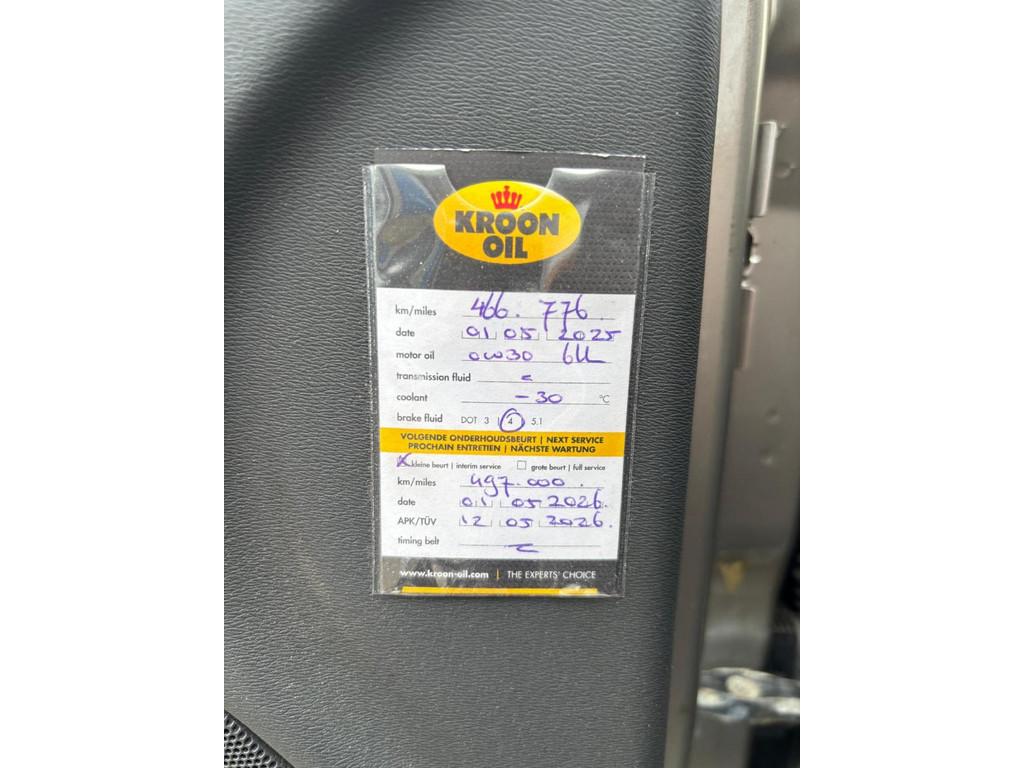 KROON
OIL
km/miles 466.776.
date 01 05 2025
motor oil 0w30 6L
transmission fluid
coolant -30 °C
brake fluid DOT 3 | 4 | 5.1
VOLGENDE ONDERHOUDSBEURT | NEXT SERVICE
PROCHAIN ENTRETIEN | NÄCHSTE WARTUNG
kleine beurt | interim service grote beurt | full service
km/miles 497.000.
date 01 05 2026.
APK/TÜV 12 05 2026.
timing belt
www.kroon-oil.com | THE EXPERTS' CHOICE